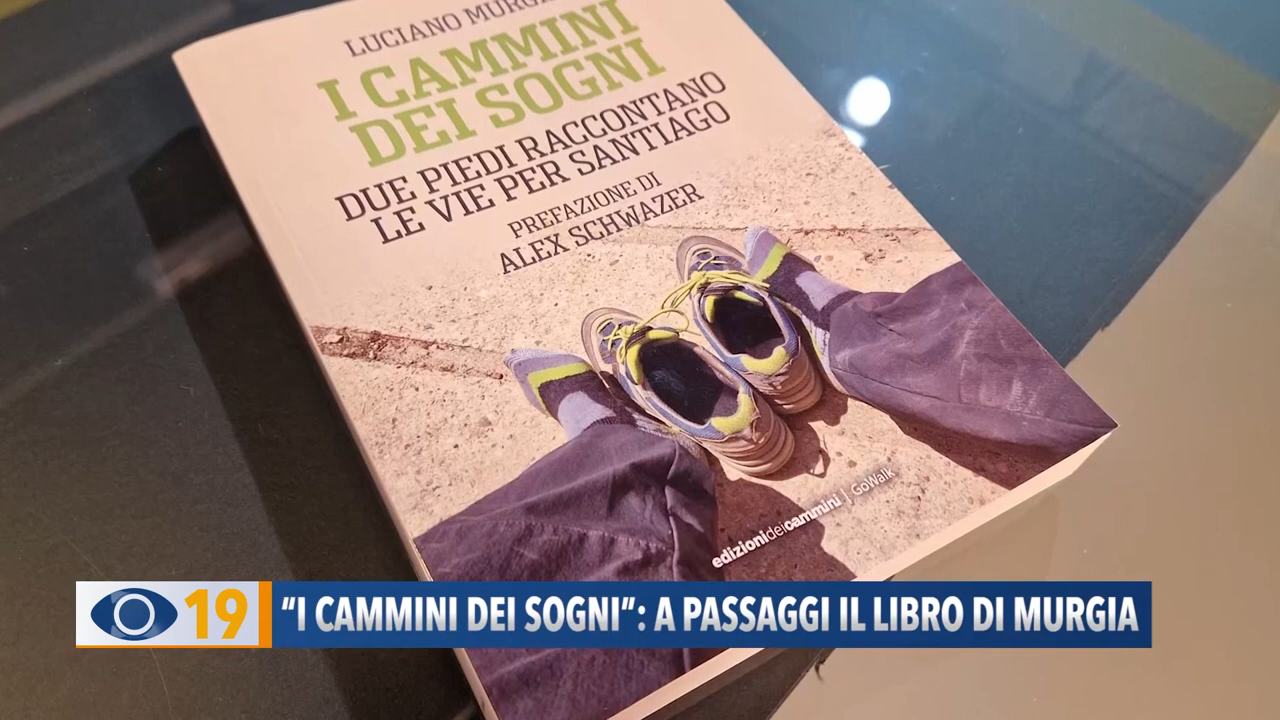 LUCIANO MURGIA
I CAMMINI
DEI SOGNI
DUE PIEDI RACCONTANO
LE VIE PER SANTIAGO
PREFAZIONE DI
ALEX SCHWAZER
edizionideicammini | GoWalk
19
“I CAMMINI DEI SOGNI”: A PASSAGGI IL LIBRO DI MURGIA